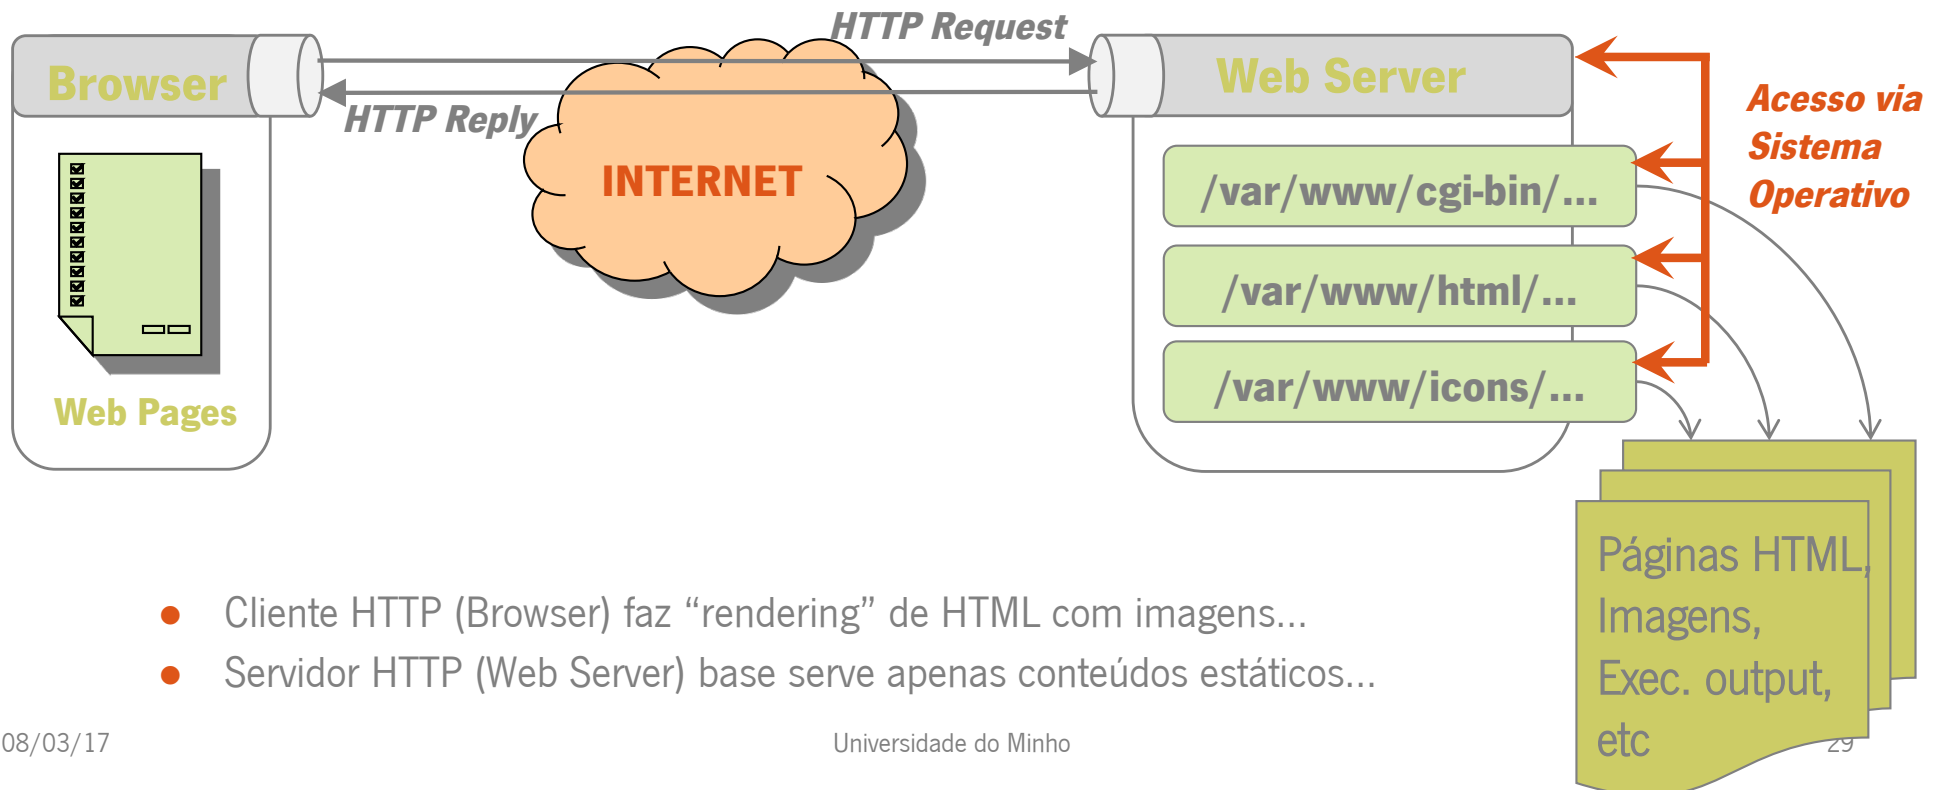 HTTP Request
Browser
Web Server
HTTP Reply
Acesso via
Sistema
Operativo
INTERNET
/var/www/cgi-bin/...
/var/www/html/...
/var/www/icons/...
Web Pages
Páginas HTML,
Imagens,
Exec. output,
etc
● Cliente HTTP (Browser) faz “rendering” de HTML com imagens...
● Servidor HTTP (Web Server) base serve apenas conteúdos estáticos...
08/03/17
Universidade do Minho
29